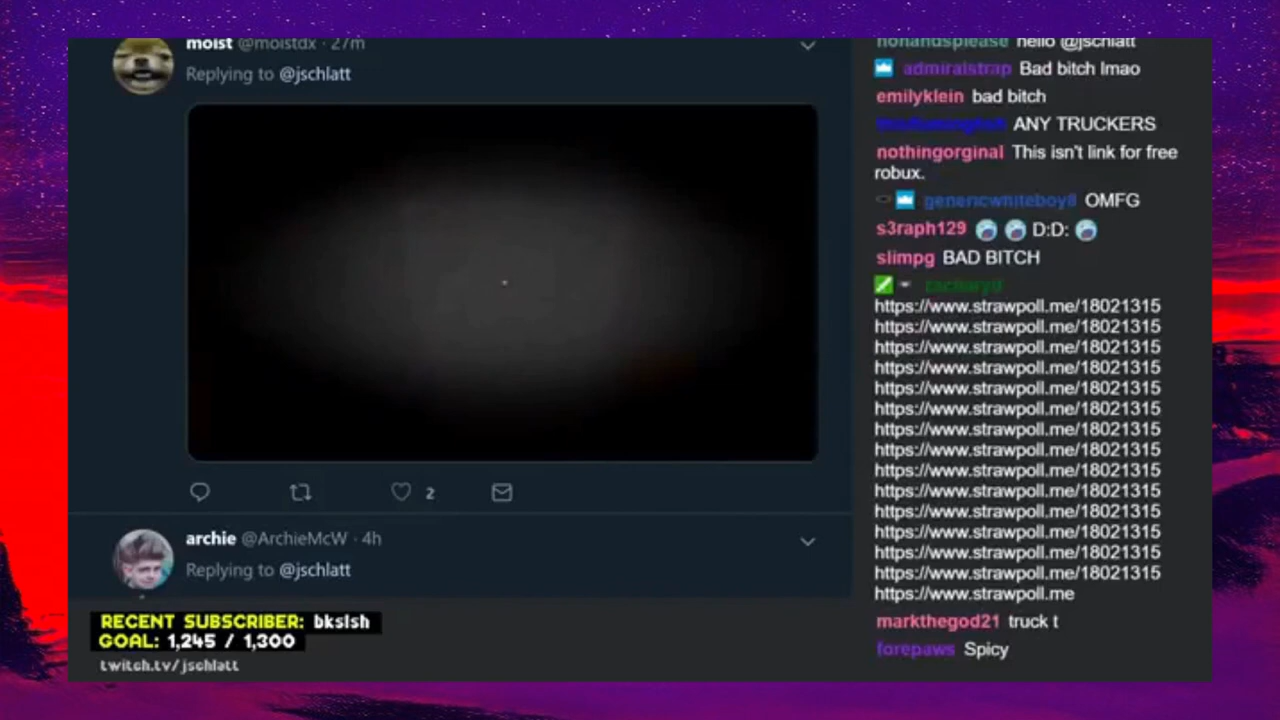 moist @moistdx · 27m
Replying to @jschlatt
2
archie @ArchieMcW · 4h
Replying to @jschlatt
RECENT SUBSCRIBER: bkslsh
GOAL: 1,245 / 1,300
twitch.tv/jschlatt
nohandsplease hello @jschlatt
admiralstrap Bad bitch lmao
emilyklein bad bitch
ANY TRUCKERS
nothingorginal This isn't link for free
robux.
genericwhiteboy8 OMFG
s3raph129 D:D:
slimpg BAD BITCH
https://www.strawpoll.me/18021315
https://www.strawpoll.me/18021315
https://www.strawpoll.me/18021315
https://www.strawpoll.me/18021315
https://www.strawpoll.me/18021315
https://www.strawpoll.me/18021315
https://www.strawpoll.me/18021315
https://www.strawpoll.me/18021315
https://www.strawpoll.me/18021315
https://www.strawpoll.me/18021315
https://www.strawpoll.me/18021315
https://www.strawpoll.me/18021315
https://www.strawpoll.me/18021315
https://www.strawpoll.me/18021315
https://www.strawpoll.me
markthegod21 truck t
forepaws Spicy